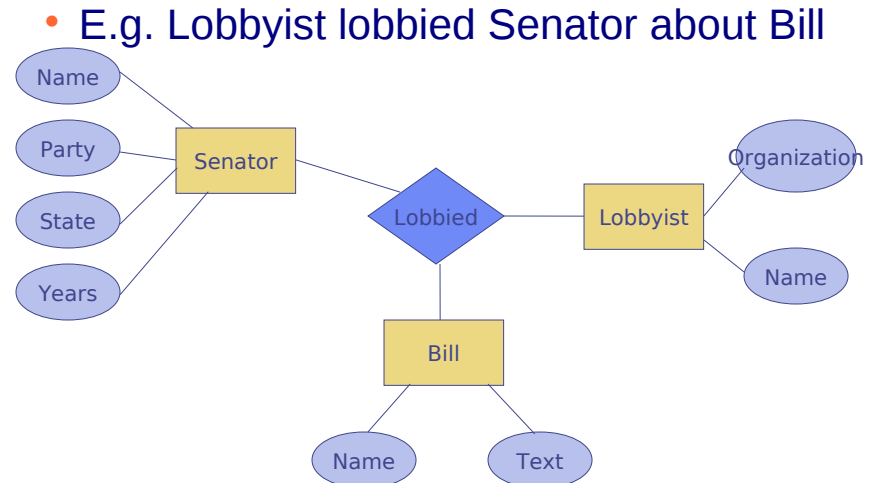 • E.g. Lobbyist lobbied Senator about Bill
Name
Party
State
Years
Senator
Lobbied
Lobbyist
Organization
Name
Bill
Name
Text